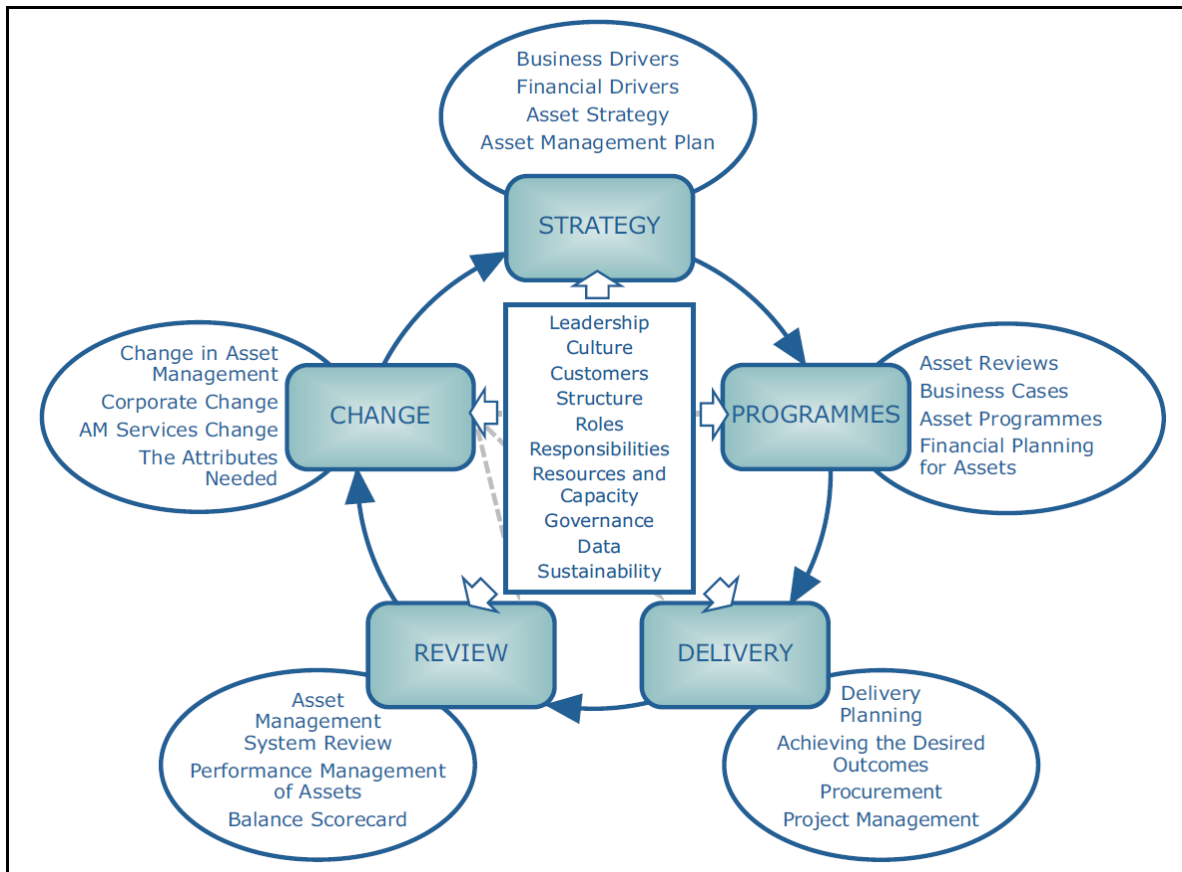 Business Drivers
Financial Drivers
Asset Strategy
Asset Management Plan
STRATEGY
Leadership
Culture
Customers
Structure
Roles
Responsibilities
Resources and
Capacity
Governance
Data
Sustainability
Change in Asset
Management
Corporate Change
AM Services Change
The Attributes
Needed
CHANGE
PROGRAMMES
Asset Reviews
Business Cases
Asset Programmes
Financial Planning
for Assets
REVIEW
Asset
Management
System Review
Performance Management
of Assets
Balance Scorecard
DELIVERY
Delivery
Planning
Achieving the Desired
Outcomes
Procurement
Project Management